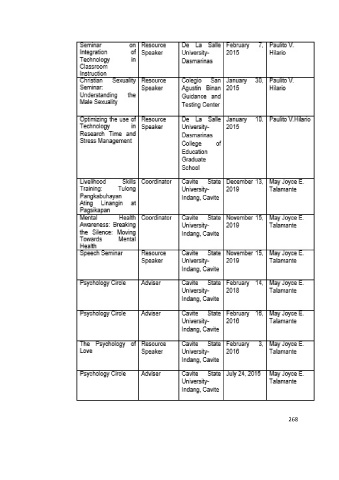 Seminar on Resource De La Salle February 7, Paulito V.
Integration of Speaker University- 2015 Hilario
Technology in Dasmarinas
Classroom
Instruction
Christian Sexuality Resource Colegio San January 30, Paulito V.
Seminar: Speaker Agustin Binan 2015 Hilario
Understanding the Guidance and
Male Sexuality Testing Center
Optimizing the use of Resource De La Salle January 10, Paulito V.Hilario
Technology in Speaker University- 2015
Research Time and Dasmarinas
Stress Management College of
Education
Graduate
School
Livelihood Skills Coordinator Cavite State December 13, May Joyce E.
Training: Tulong University- 2019 Talamante
Pangkabuhayan Indang, Cavite
Ating Linangin at
Pagsikapan
Mental Health Coordinator Cavite State November 15, May Joyce E.
Awareness: Breaking University- 2019 Talamante
the Silence: Moving Indang, Cavite
Towards Mental
Health
Speech Seminar Resource Cavite State November 15, May Joyce E.
Speaker University- 2019 Talamante
Indang, Cavite
Psychology Circle Adviser Cavite State February 14, May Joyce E.
University- 2018 Talamante
Indang, Cavite
Psychology Circle Adviser Cavite State February 16, May Joyce E.
University- 2016 Talamante
Indang, Cavite
The Psychology of Resource Cavite State February 3, May Joyce E.
Love Speaker University- 2016 Talamante
Indang, Cavite
Psychology Circle Adviser Cavite State July 24, 2015 May Joyce E.
University- Talamante
Indang, Cavite
268